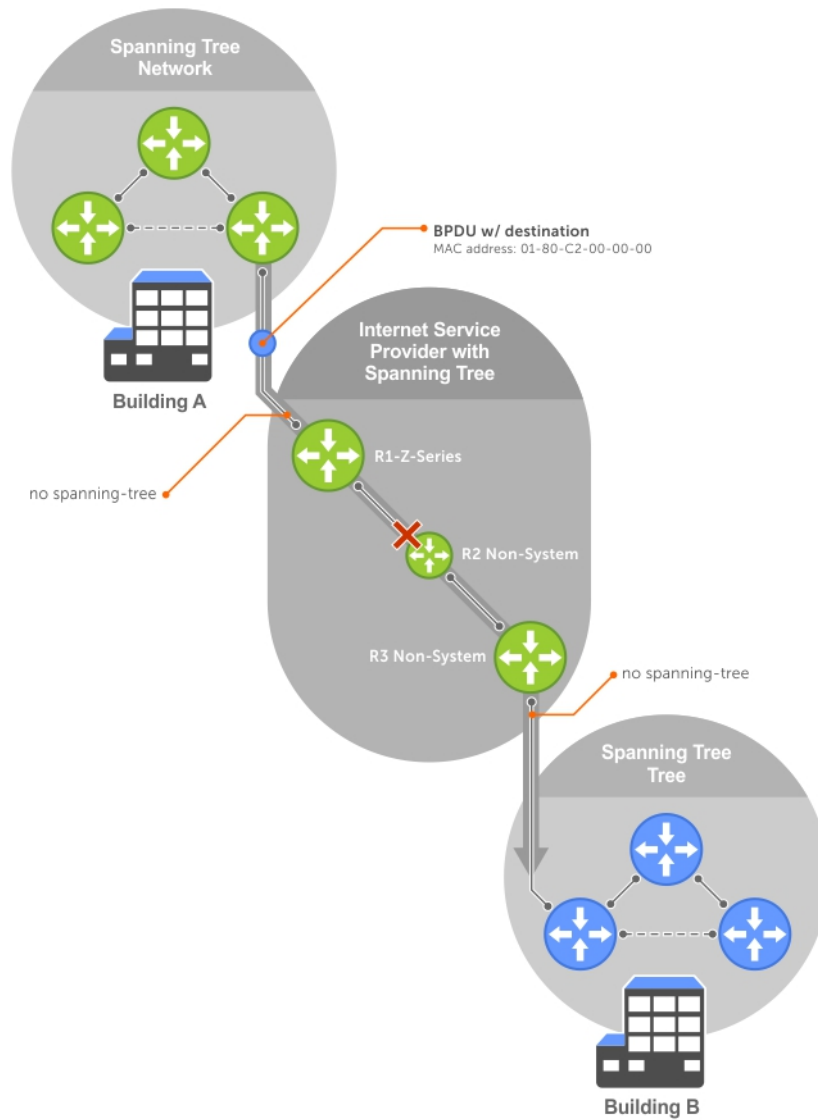 Spanning Tree
Network
BPDU w/ destination
MAC address: 01-80-C2-00-00-00
Building A
Internet Service
Provider with
Spanning Tree
R1-Z-Series
no spanning-tree
R2 Non-System
R3 Non-System
no spanning-tree
Spanning Tree
Tree
Building B